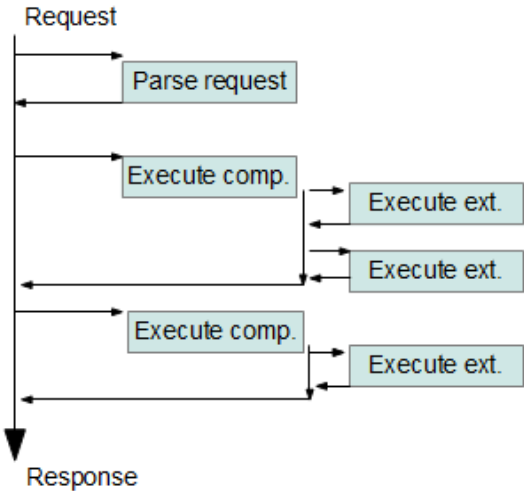 Request
Parse request
Execute comp.
Execute ext.
Execute ext.
Execute comp.
Execute ext.
Response